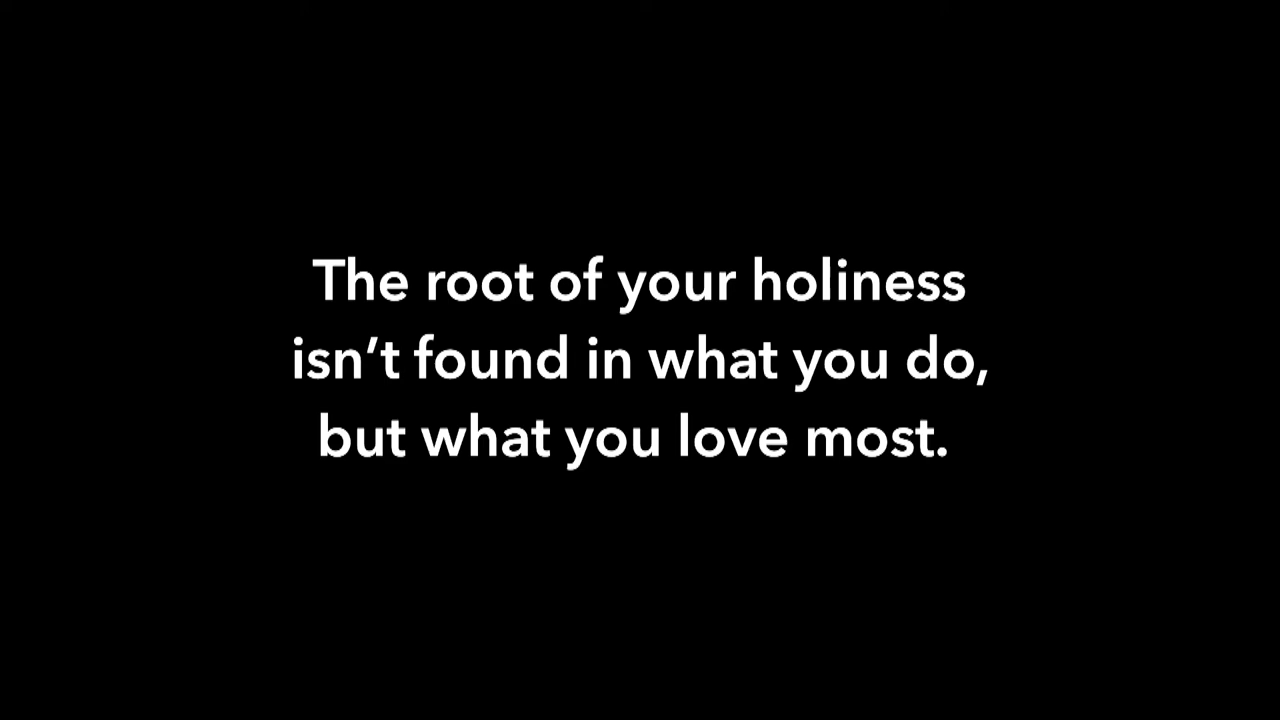 The root of your holiness
isn’t found in what you do,
but what you love most.